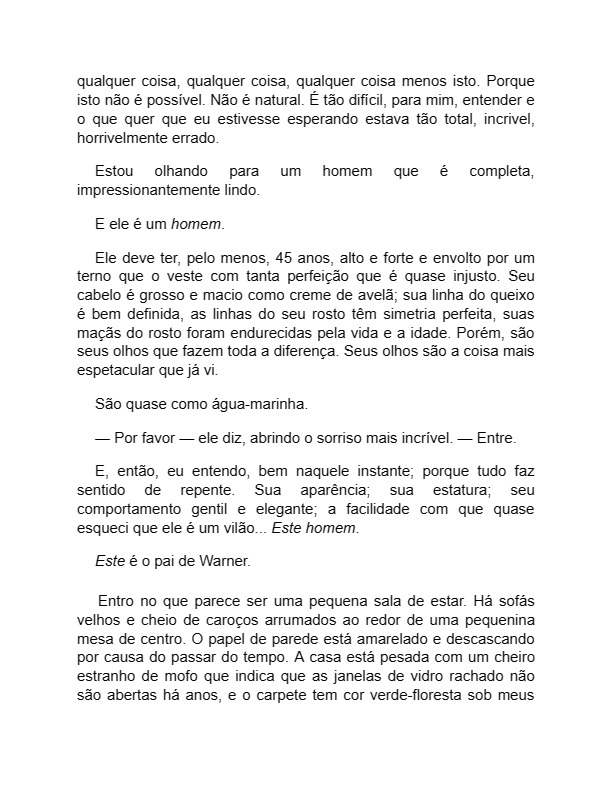 qualquer coisa, qualquer coisa, qualquer coisa menos isto. Porque
isto não é possível. Não é natural. É tão difícil, para mim, entender e
o que quer que eu estivesse esperando estava tão total, incrivel,
horrivelmente errado.
Estou olhando para um homem que é completa,
impressionantemente lindo.
E ele é um homem.
Ele deve ter, pelo menos, 45 anos, alto e forte e envolto por um
terno que o veste com tanta perfeição que é quase injusto. Seu
cabelo é grosso e macio como creme de avelã; sua linha do queixo
é bem definida, as linhas do seu rosto têm simetria perfeita, suas
maçãs do rosto foram endurecidas pela vida e a idade. Porém, são
seus olhos que fazem toda a diferença. Seus olhos são a coisa mais
espetacular que já vi.
São quase como água-marinha.
— Por favor — ele diz, abrindo o sorriso mais incrível. — Entre.
E, então, eu entendo, bem naquele instante; porque tudo faz
sentido de repente. Sua aparência; sua estatura; seu
comportamento gentil e elegante; a facilidade com que quase
esqueci que ele é um vilão... Este homem.
Este é o pai de Warner.
Entro no que parece ser uma pequena sala de estar. Há sofás
velhos e cheio de caroços arrumados ao redor de uma pequenina
mesa de centro. O papel de parede está amarelado e descascando
por causa do passar do tempo. A casa está pesada com um cheiro
estranho de mofo que indica que as janelas de vidro rachado não
são abertas há anos, e o carpete tem cor verde-floresta sob meus